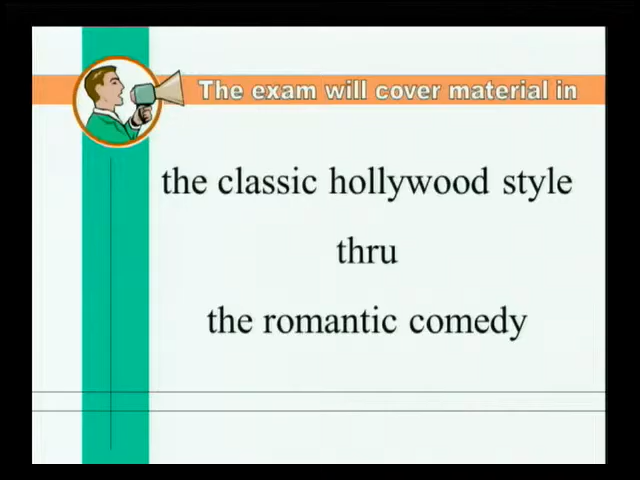 The exam will cover material in
the classic hollywood style
thru
the romantic comedy